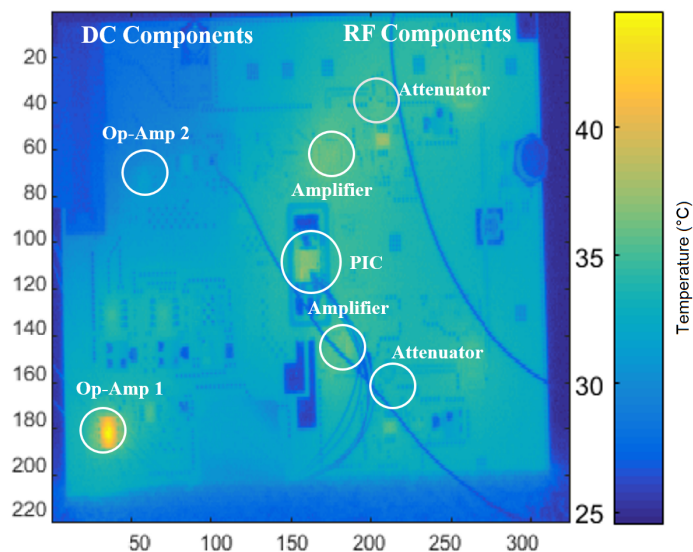 DC Components
RF Components
20
40
60
80
100
120
140
160
180
200
220
Attenuator
Op-Amp 2
Amplifier
PIC
Amplifier
Attenuator
Op-Amp 1
50
100
150
200
250
300
40
35
30
25
Temperature (°C)